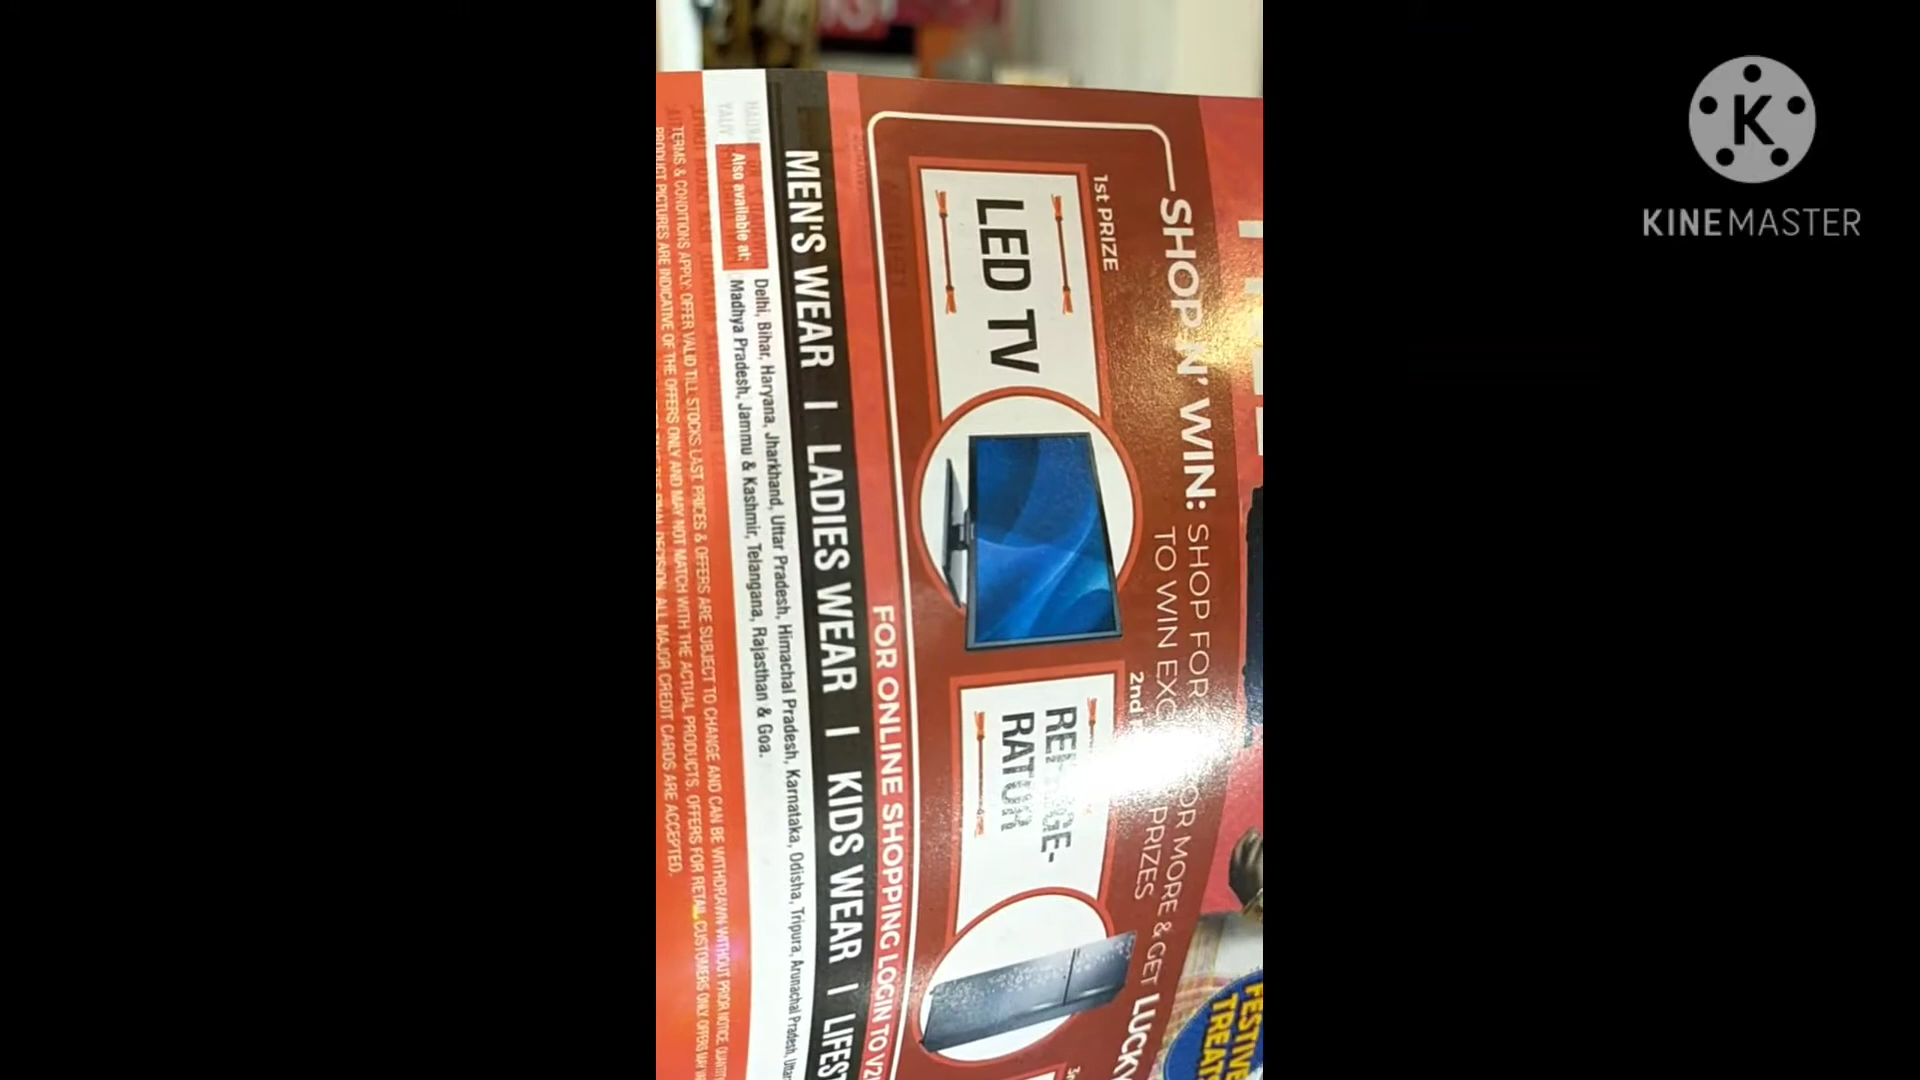 SHOP N' WIN: SHOP FOR OR MORE & GET LUCKY
TO WIN PRIZES
1st PRIZE
LED TV
2nd
REFRIGE-
RATOR
FESTIVE
TREATS
FOR ONLINE SHOPPING LOGIN TO
MEN'S WEAR | LADIES WEAR | KIDS WEAR |
Also available at:
Delhi, Bihar, Haryana, Jharkhand, Uttar Pradesh, Himachal Pradesh, Karnataka, Odisha, Tripura, Arunachal Pradesh,
Madhya Pradesh, Jammu & Kashmir, Telangana, Rajasthan & Goa.
TERMS & CONDITIONS APPLY: OFFER VALID TILL STOCKS LAST. PRICES & OFFERS ARE SUBJECT TO CHANGE AND CAN BE WITHDRAWN WITHOUT PRIOR NOTICE.
PRODUCT PICTURES ARE INDICATIVE OF THE OFFERS ONLY AND MAY NOT MATCH WITH THE ACTUAL PRODUCTS. OFFERS FOR RETAIL CUSTOMERS ONLY.
DECISION. ALL MAJOR CREDIT CARDS ARE ACCEPTED.
K
KINEMASTER